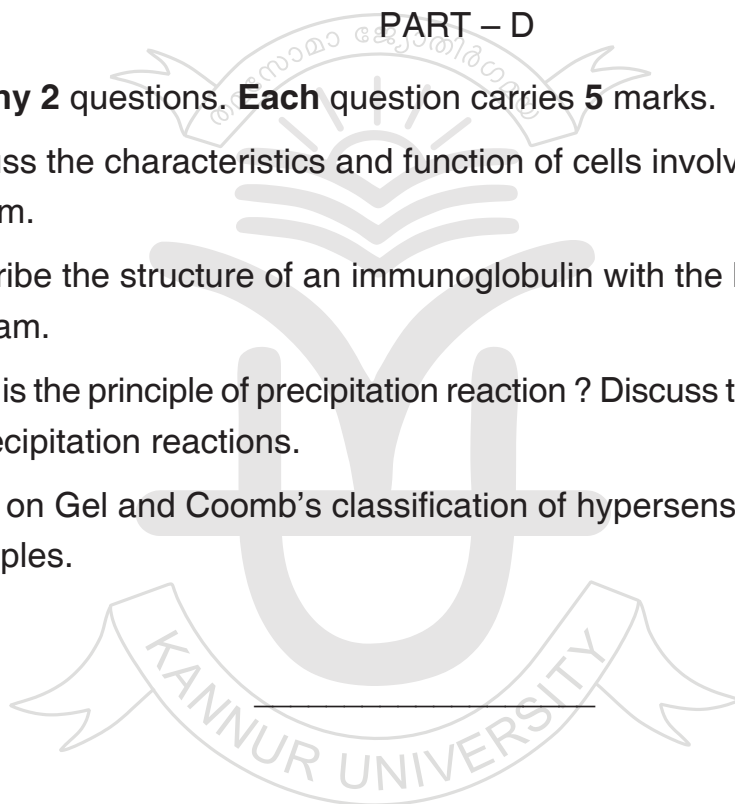 PART – D
തമസോമാ ജ്യോതിർഗമയ
ny 2 questions. Each question carries 5 marks.
ss the characteristics and function of cells involv
m.
ribe the structure of an immunoglobulin with the
am.
is the principle of precipitation reaction ? Discuss t
ecipitation reactions.
on Gel and Coomb’s classification of hypersens
ples.
KANNUR UNIVERSITY